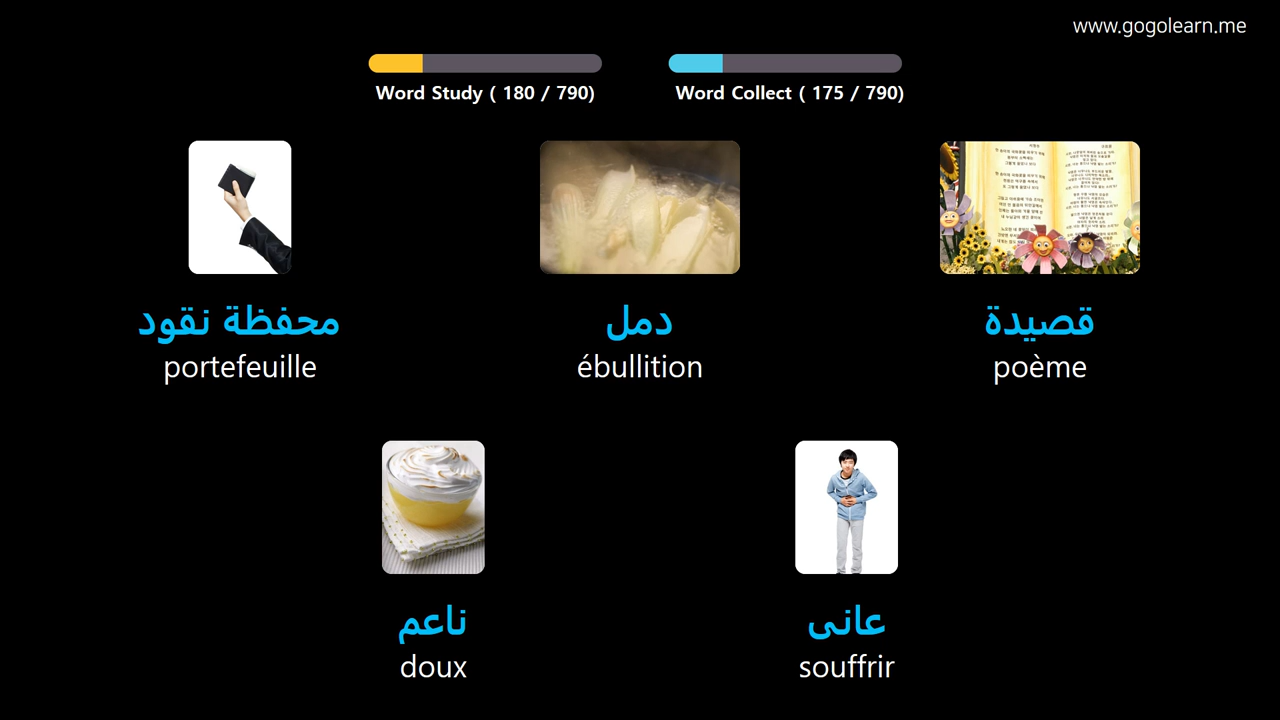 www.gogolearn.me
Word Study ( 180 / 790)
Word Collect ( 175 / 790)
محفظة نقود
portefeuille
دمل
ébullition
قصيدة
poème
ناعم
doux
عانى
souffrir